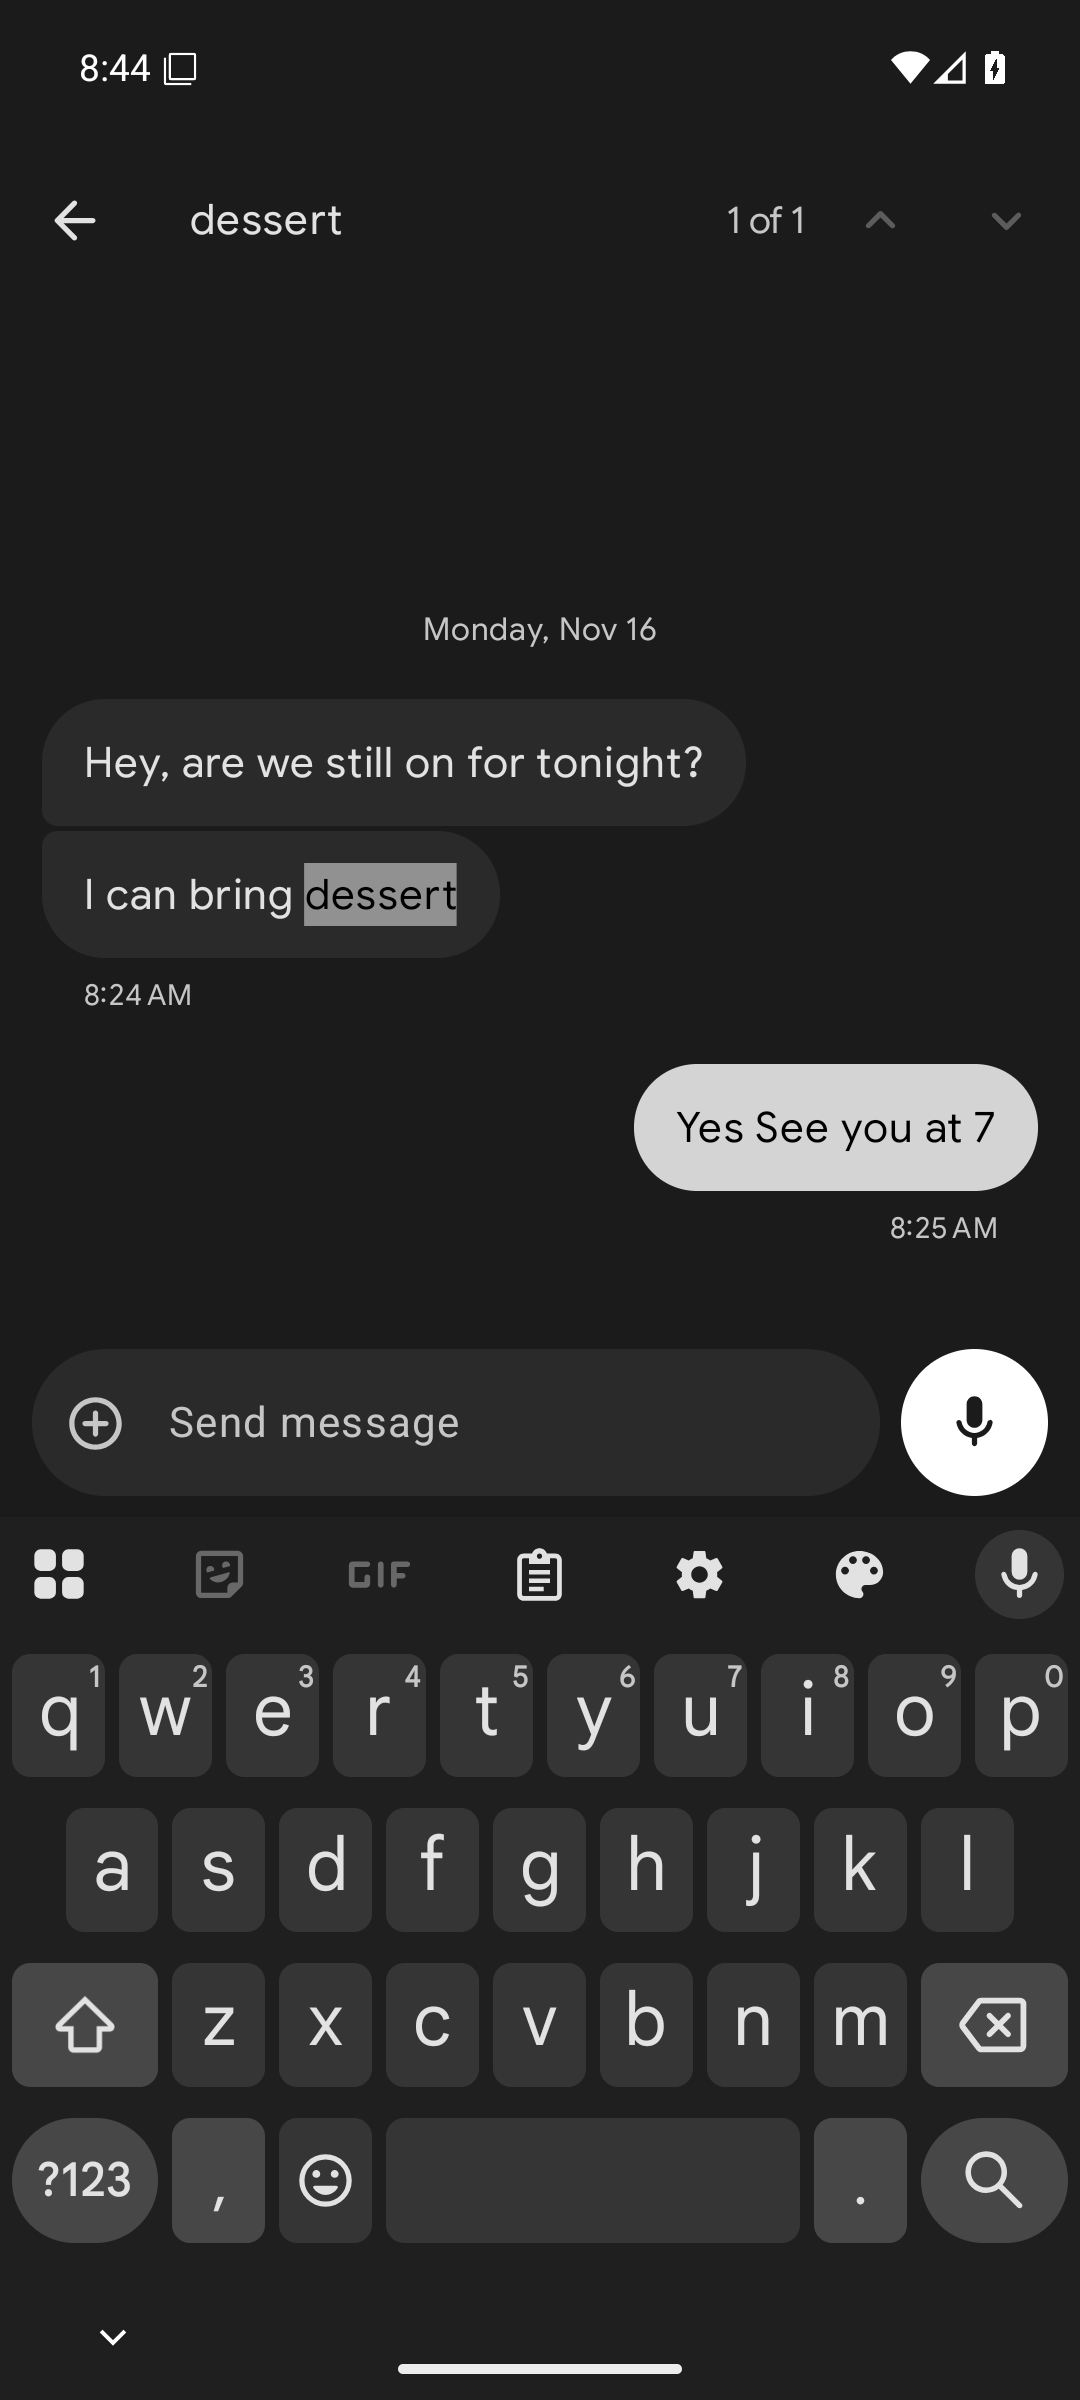 8:44
dessert 1 of 1
Monday, Nov 16
Hey, are we still on for tonight?
I can bring dessert
8:24 AM
Yes See you at 7
8:25 AM
Send message
GIF
q 1 w 2 e 3 r 4 t 5 y 6 u 7 i 8 o 9 p 0
a s d f g h j k l
z x c v b n m
?123 , .